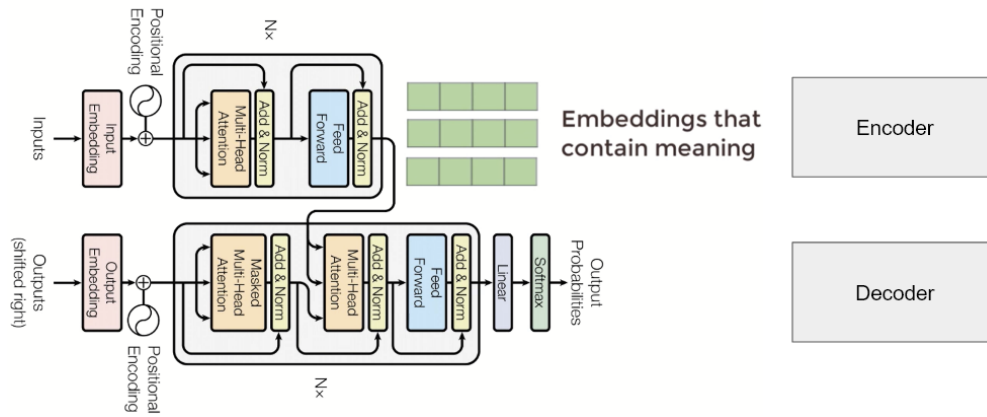 Nx
Positional
Encoding
Inputs
Input
Embedding
Multi-Head
Attention
Add & Norm
Feed
Forward
Add & Norm
Embeddings that
contain meaning
Encoder
Outputs
(shifted right)
Output
Embedding
Positional
Encoding
Masked
Multi-Head
Attention
Add & Norm
Multi-Head
Attention
Add & Norm
Feed
Forward
Add & Norm
Linear
Softmax
Output
Probabilities
Nx
Decoder